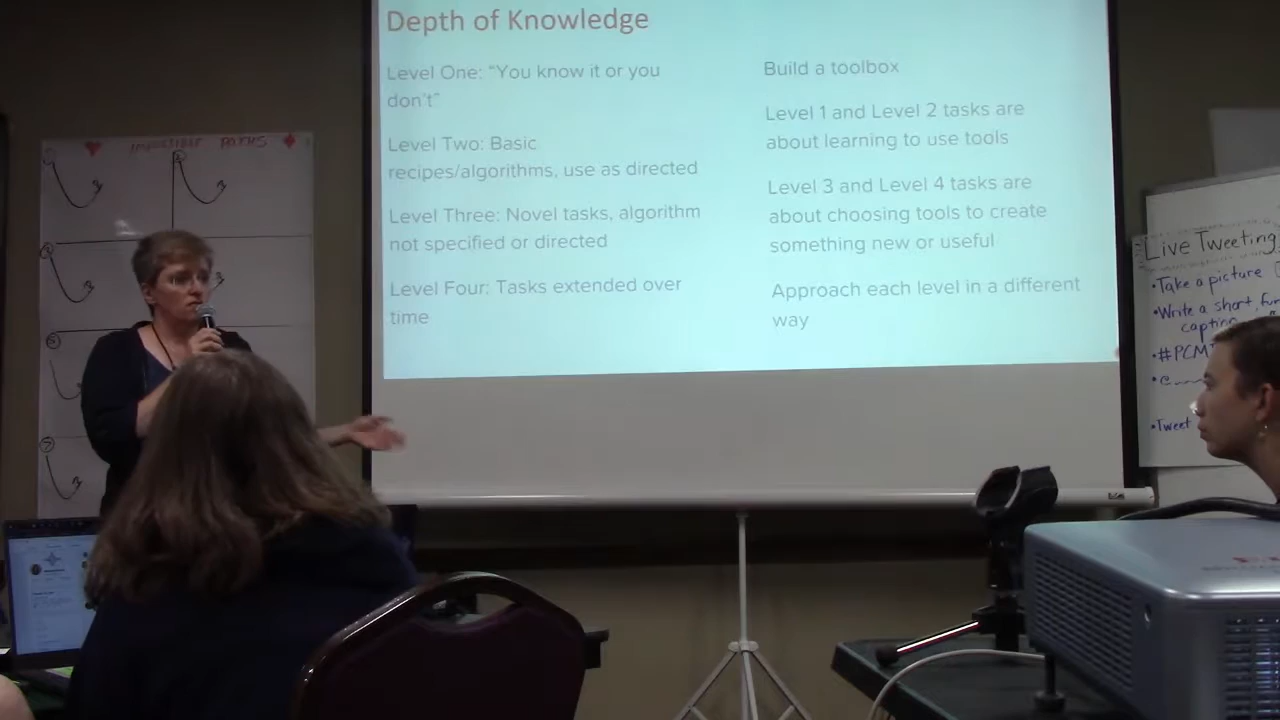 Depth of Knowledge
Level One: "You know it or you
don't"
Level Two: Basic
recipes/algorithms, use as directed
Level Three: Novel tasks, algorithm
not specified or directed
Level Four: Tasks extended over
time
Build a toolbox
Level 1 and Level 2 tasks are
about learning to use tools
Level 3 and Level 4 tasks are
about choosing tools to create
something new or useful
Approach each level in a different
way
IMPOSSIBLE PATHS
Live Tweeting
•Take a picture
•Write a short, fun
caption
#PCM
•Tweet